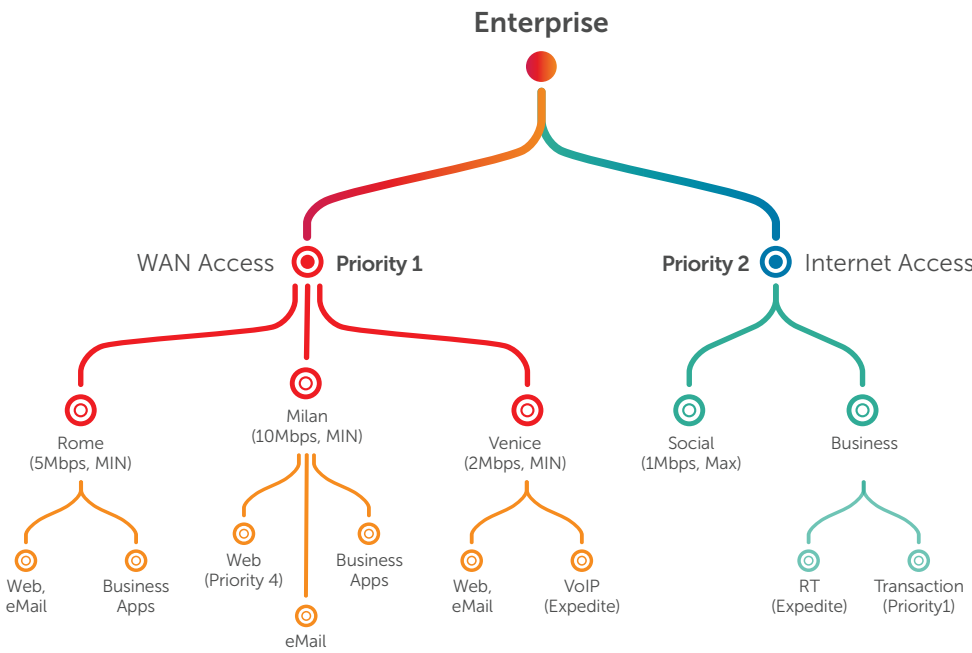 Enterprise
WAN Access
Priority 1
Priority 2
Internet Access
Rome
(5Mbps, MIN)
Milan
(10Mbps, MIN)
Venice
(2Mbps, MIN)
Social
(1Mbps, Max)
Business
Web,
eMail
Business
Apps
Web
(Priority 4)
eMail
Business
Apps
Web,
eMail
VoIP
(Expedite)
RT
(Expedite)
Transaction
(Priority1)